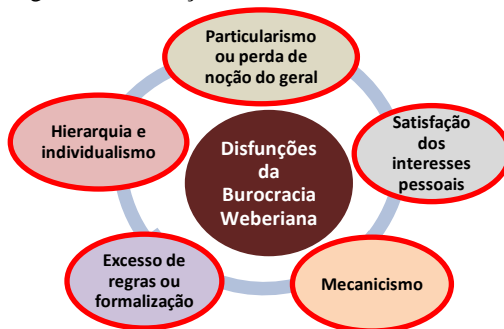 Particularismo
ou perda de
noção do geral
Hierarquia e
individualismo
Satisfação
dos
interesses
pessoais
Disfunções
da
Burocracia
Weberiana
Excesso de
regras ou
formalização
Mecanicismo